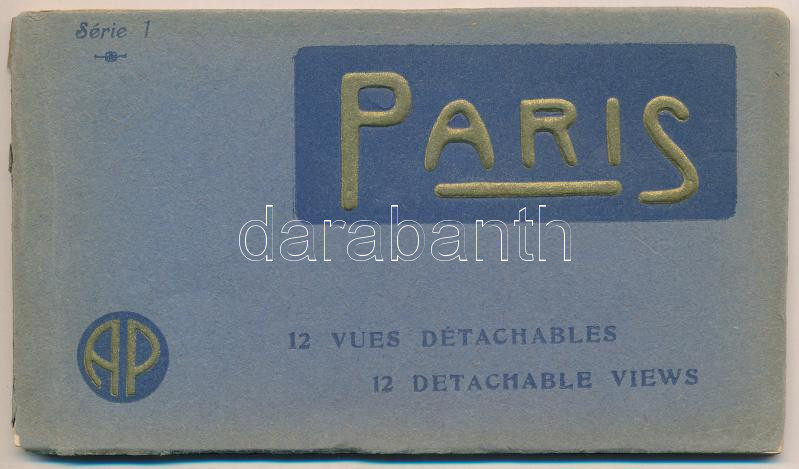 Série 1
PARIS
darabanth
AP
12 VUES DÉTACHABLES
12 DETACHABLE VIEWS